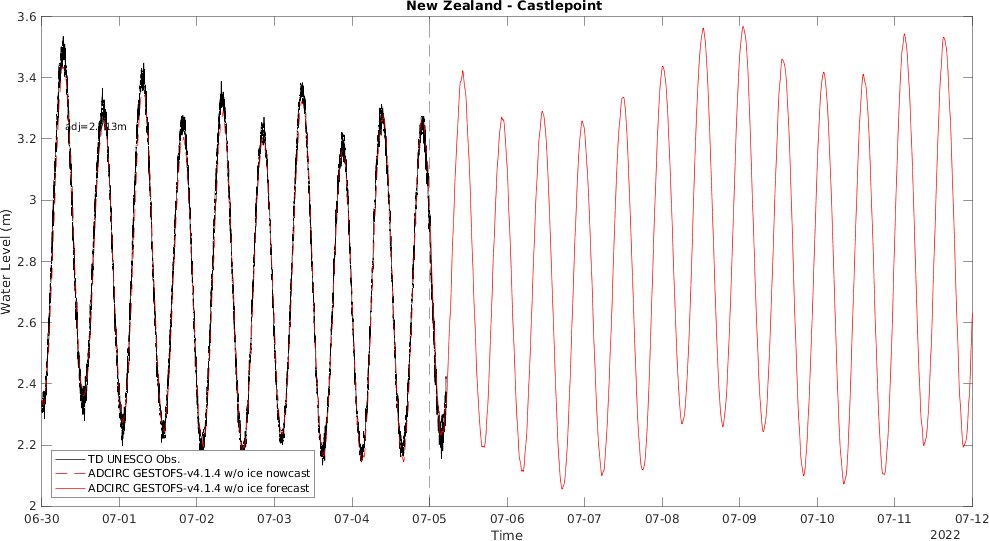 New Zealand - Castlepoint
3.6
3.4
3.2
3
2.8
2.6
2.4
2.2
2
Water Level (m)
TD UNESCO Obs.
ADCIRC GESTOFS-v4.1.4 w/o ice nowcast
ADCIRC GESTOFS-v4.1.4 w/o ice forecast
06-30 07-01 07-02 07-03 07-04 07-05 07-06 07-07 07-08 07-09 07-10 07-11 07-12
Time
2022